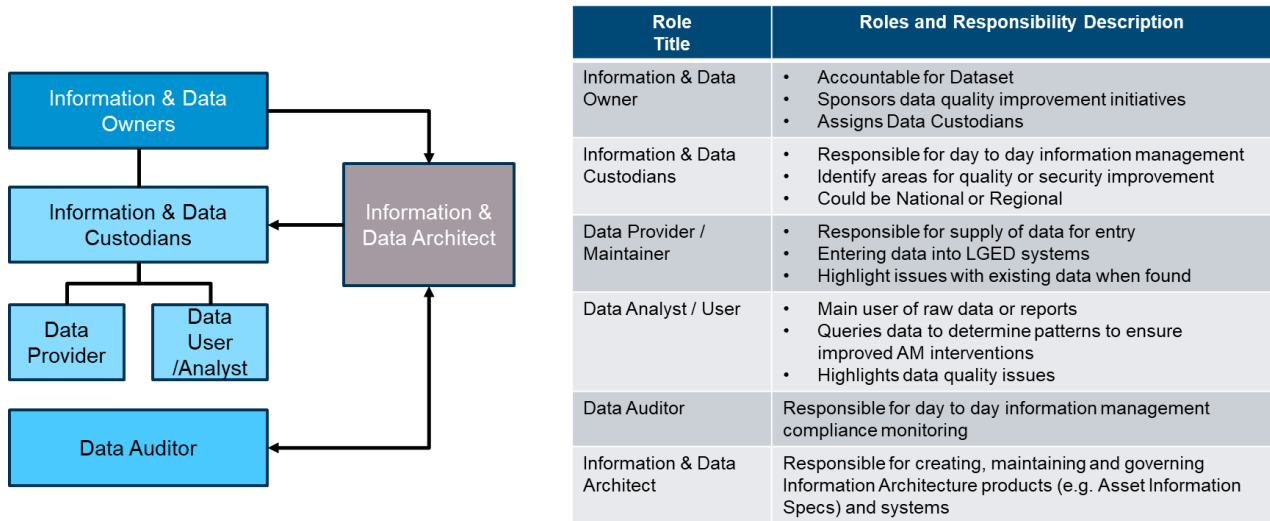 Information & Data
Owners
Information & Data
Custodians
Information &
Data Architect
Data
Provider
Data
User
/Analyst
Data Auditor
Role
Title
Roles and Responsibility Description
Information & Data
Owner
• Accountable for Dataset
• Sponsors data quality improvement initiatives
• Assigns Data Custodians
Information & Data
Custodians
• Responsible for day to day information management
• Identify areas for quality or security improvement
• Could be National or Regional
Data Provider /
Maintainer
• Responsible for supply of data for entry
• Entering data into LGED systems
• Highlight issues with existing data when found
Data Analyst / User
• Main user of raw data or reports
• Queries data to determine patterns to ensure
improved AM interventions
• Highlights data quality issues
Data Auditor
Responsible for day to day information management
compliance monitoring
Information & Data
Architect
Responsible for creating, maintaining and governing
Information Architecture products (e.g. Asset Information
Specs) and systems